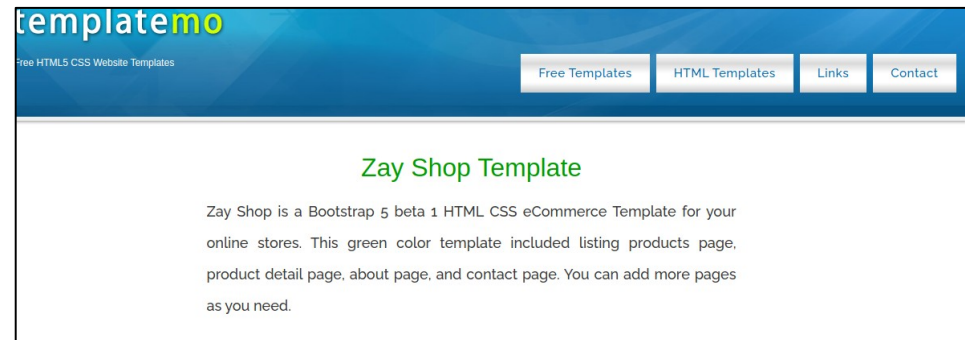 templatemo
Free HTML5 CSS Website Templates
Free Templates
HTML Templates
Links
Contact
Zay Shop Template
Zay Shop is a Bootstrap 5 beta 1 HTML CSS eCommerce Template for your
online stores. This green color template included listing products page,
product detail page, about page, and contact page. You can add more pages
as you need.